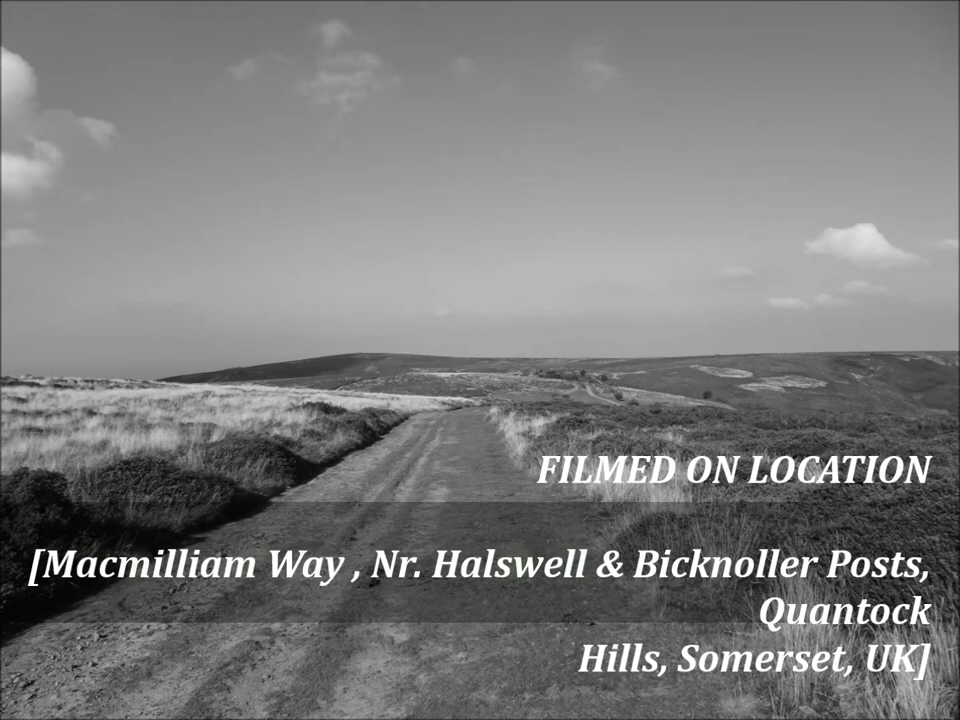 FILMED ON LOCATION
[Macmilliam Way , Nr. Halswell & Bicknoller Posts,
Quantock
Hills, Somerset, UK]